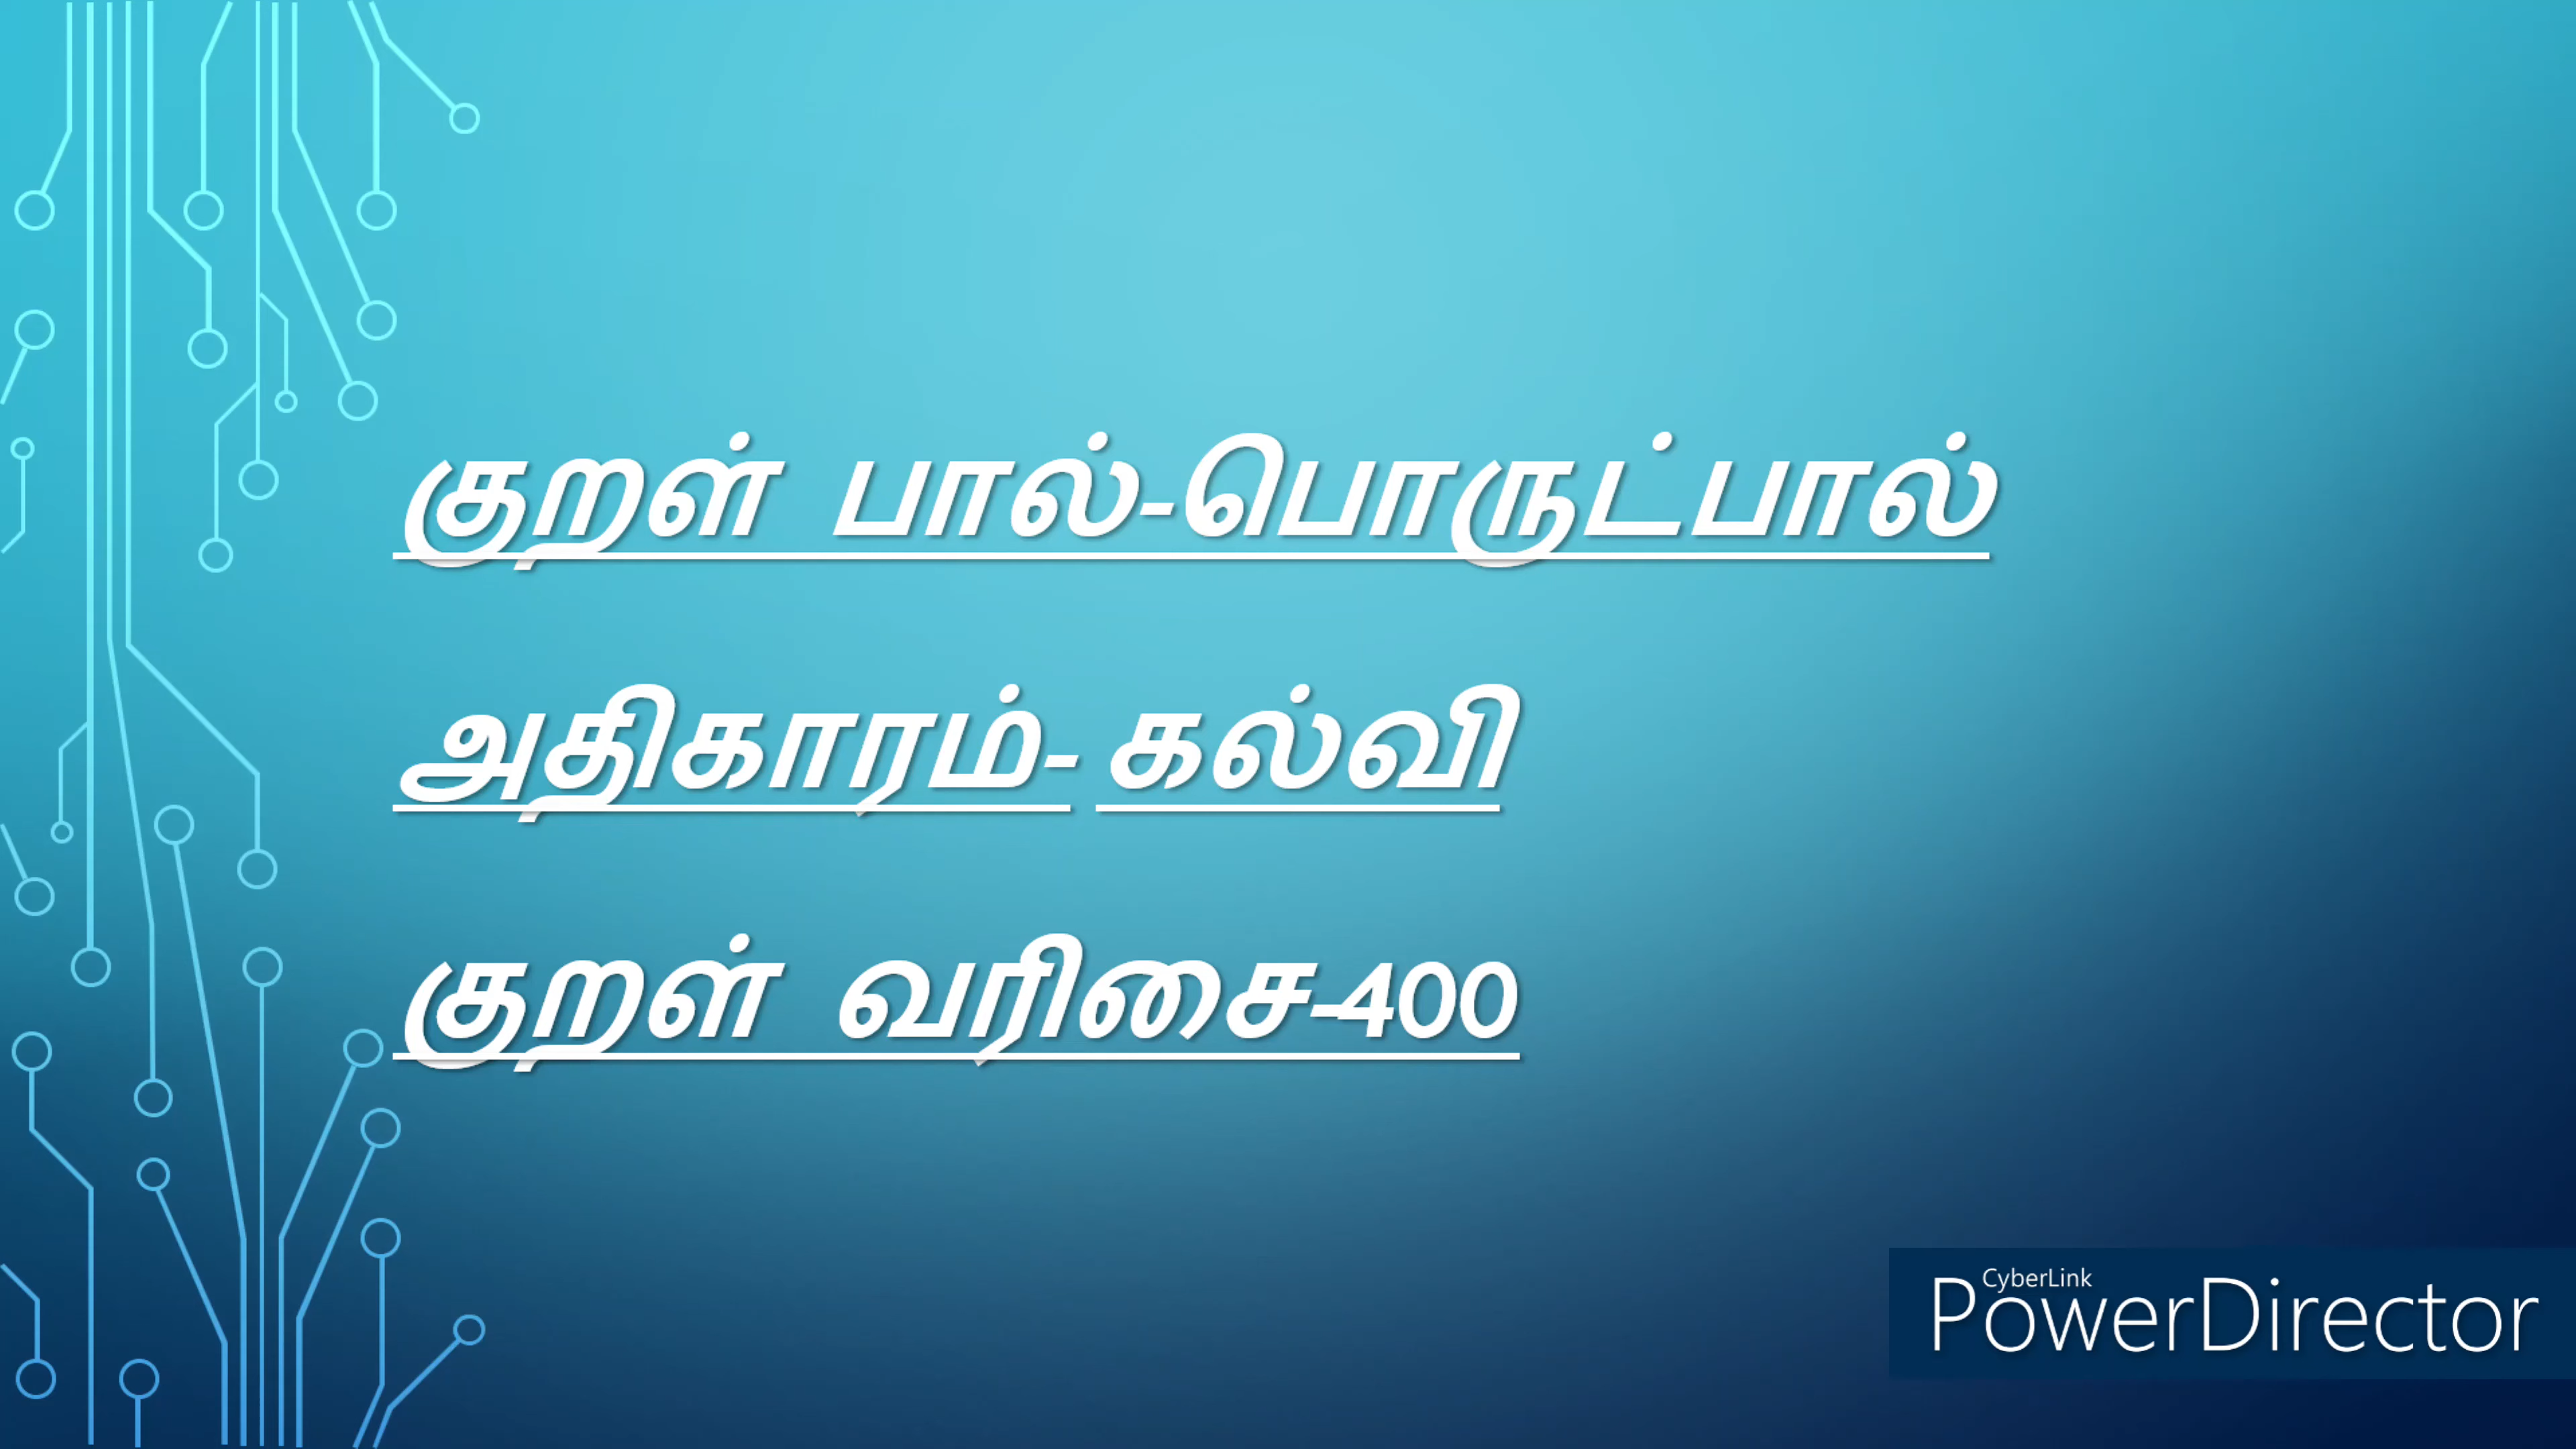 குறள் பால்-பொருட்பால்
அதிகாரம்- கல்வி
குறள் வரிசை-400
CyberLink
PowerDirector